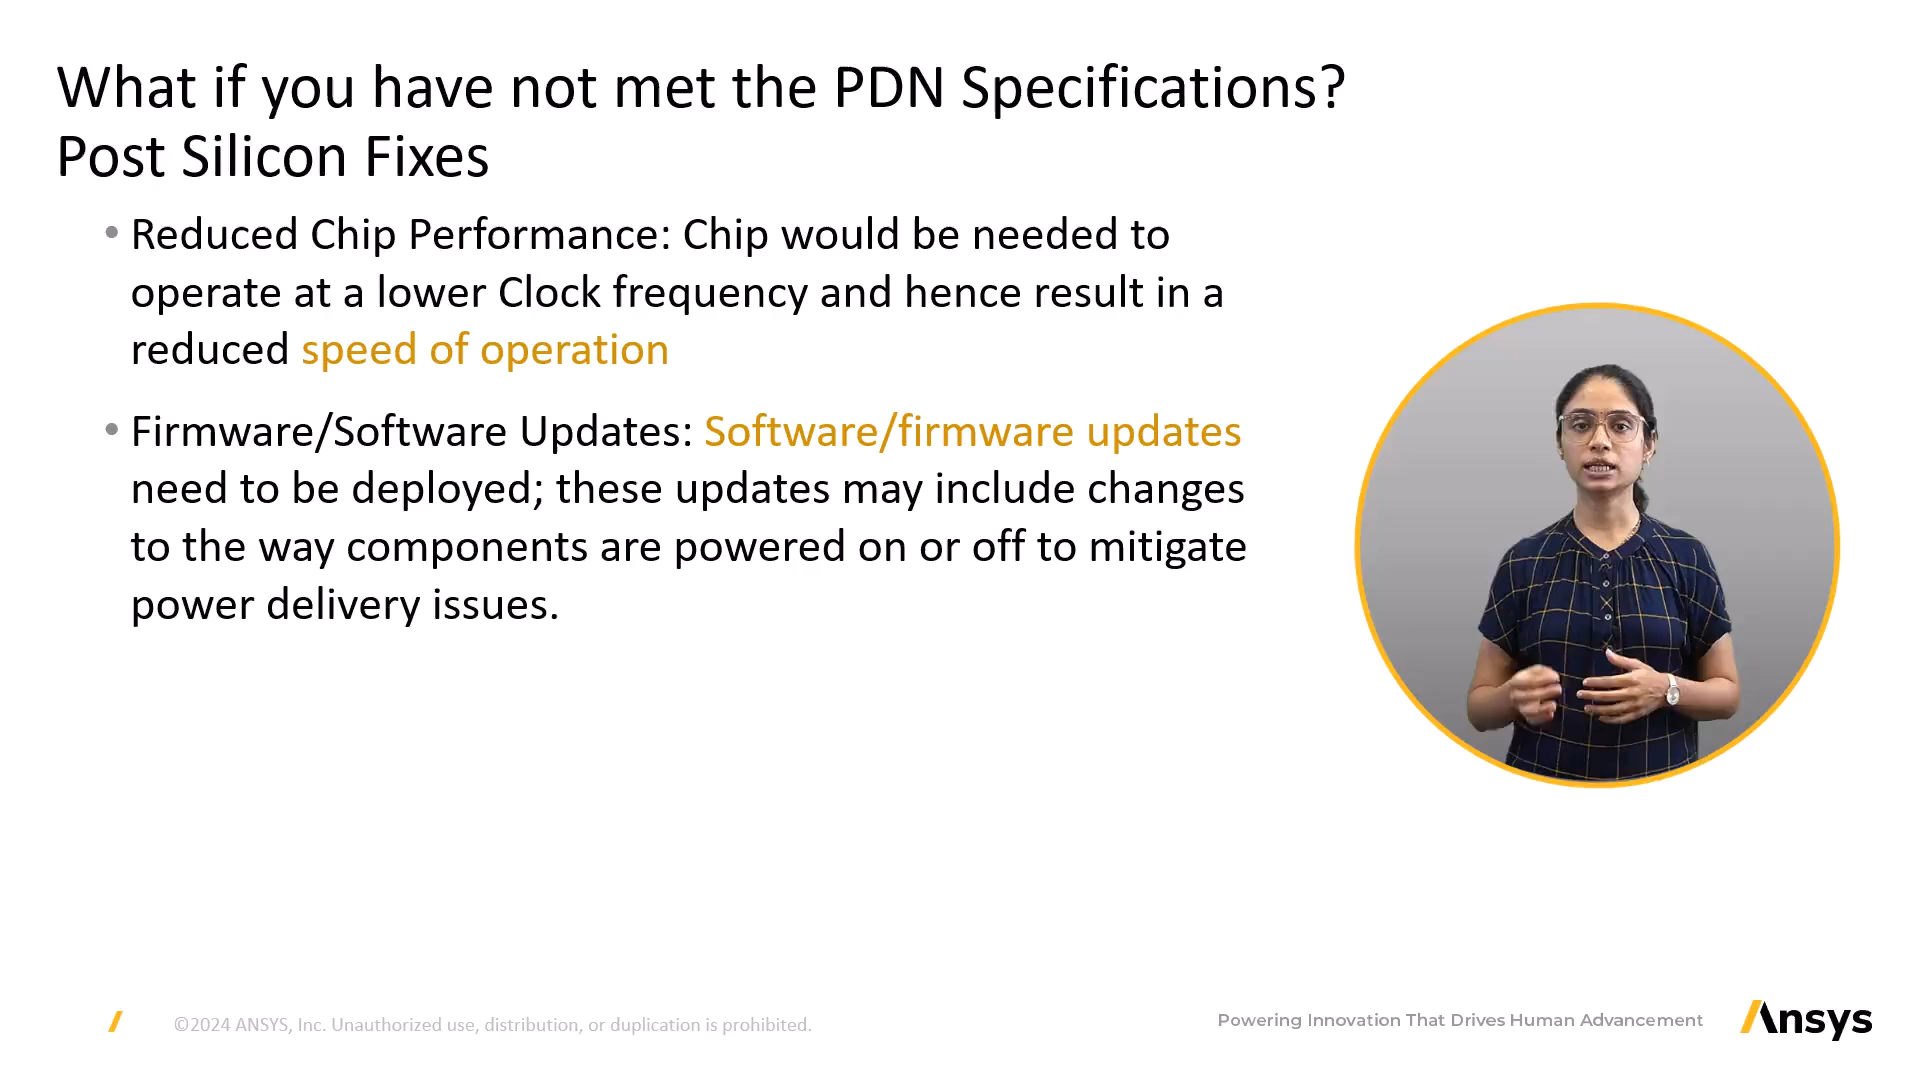 What if you have not met the PDN Specifications?
Post Silicon Fixes
• Reduced Chip Performance: Chip would be needed to
operate at a lower Clock frequency and hence result in a
reduced speed of operation
• Firmware/Software Updates: Software/firmware updates
need to be deployed; these updates may include changes
to the way components are powered on or off to mitigate
power delivery issues.
©2024 ANSYS, Inc. Unauthorized use, distribution, or duplication is prohibited.
Powering Innovation That Drives Human Advancement
Ansys